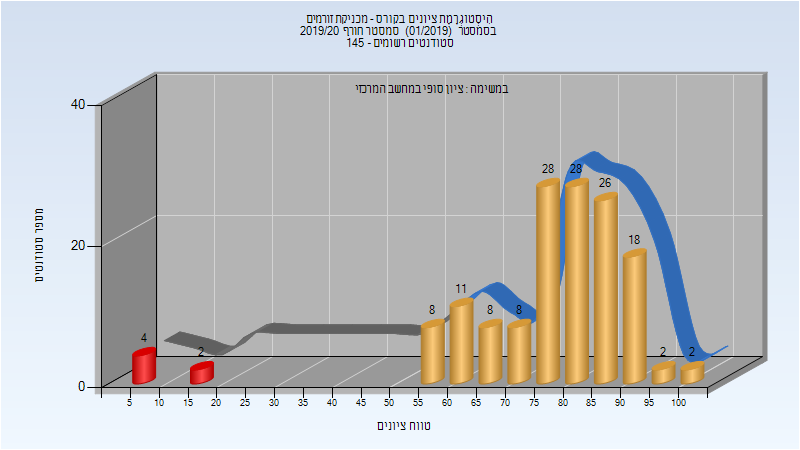 היסטוגרמת ציונים בקורס - מכניקת זורמים
בסמסטר (01/2019) סמסטר חורף 2019/20
סטודנטים רשומים - 145
במשימה : ציון סופי במחשב המרכזי
מספר סטודנטים
40
20
0
4
2
8
11
8
8
28
28
26
18
2
2
5 10 15 20 25 30 35 40 45 50 55 60 65 70 75 80 85 90 95 100
טווח ציונים